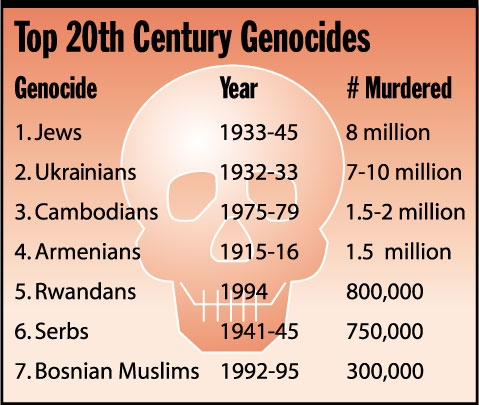 Top 20th Century Genocides
Genocide Year # Murdered
1. Jews 1933-45 8 million
2. Ukrainians 1932-33 7-10 million
3. Cambodians 1975-79 1.5-2 million
4. Armenians 1915-16 1.5 million
5. Rwandans 1994 800,000
6. Serbs 1941-45 750,000
7. Bosnian Muslims 1992-95 300,000